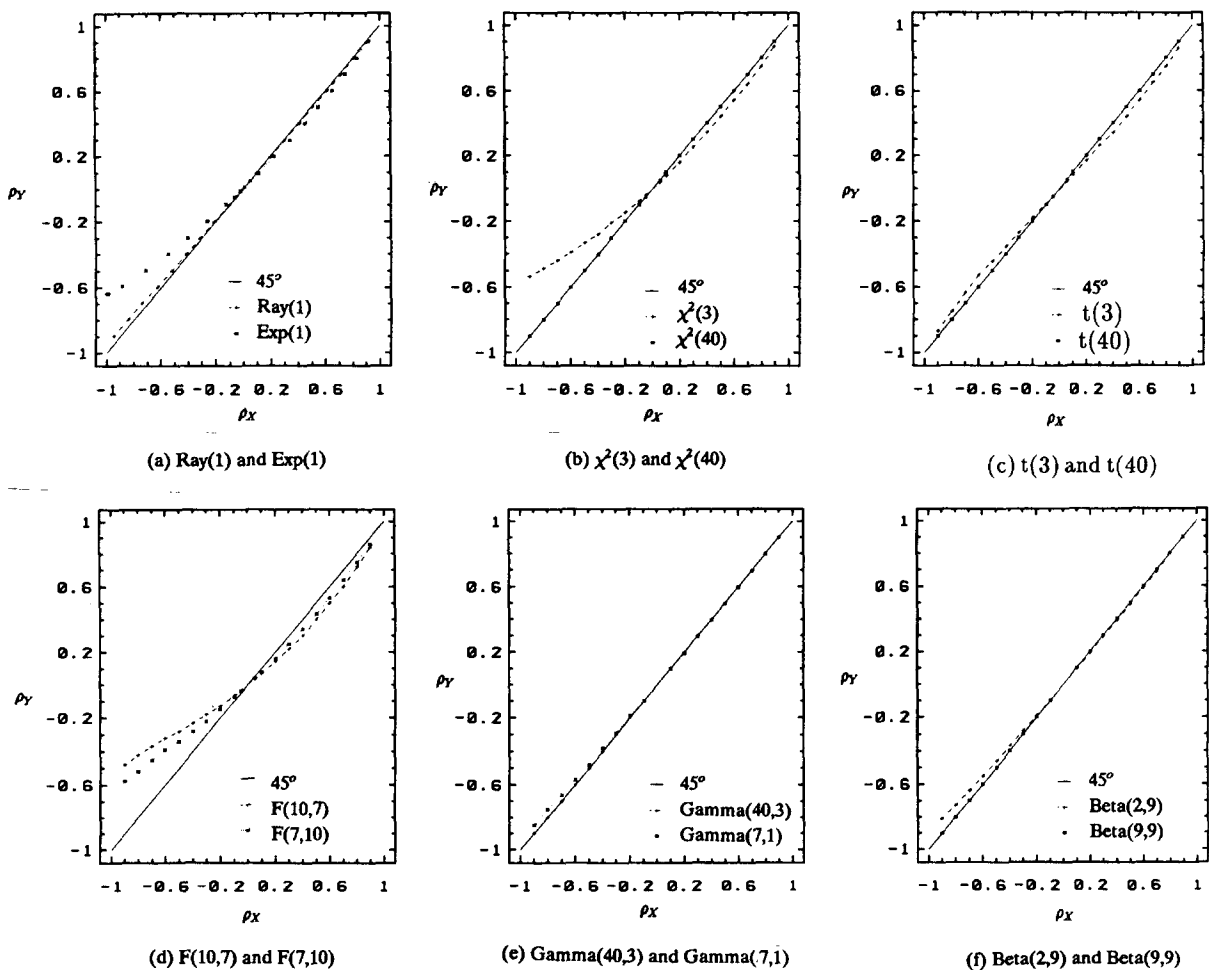 1
0.6
0.2
ρY
-0.2
-0.6
-1
45°
Ray(1)
Exp(1)
-1 -0.6 -0.2 0.2 0.6 1
ρX
(a) Ray(1) and Exp(1)
1
0.6
0.2
ρY
-0.2
-0.6
-1
45°
χ²(3)
χ²(40)
-1 -0.6 -0.2 0.2 0.6 1
ρX
(b) χ²(3) and χ²(40)
1
0.6
0.2
ρY
-0.2
-0.6
-1
45°
t(3)
t(40)
-1 -0.6 -0.2 0.2 0.6 1
ρX
(c) t(3) and t(40)
1
0.6
0.2
ρY
-0.2
-0.6
-1
45°
F(10,7)
F(7,10)
-1 -0.6 -0.2 0.2 0.6 1
ρX
(d) F(10,7) and F(7,10)
1
0.6
0.2
ρY
-0.2
-0.6
-1
45°
Gamma(40,3)
Gamma(7,1)
-1 -0.6 -0.2 0.2 0.6 1
ρX
(e) Gamma(40,3) and Gamma(7,1)
1
0.6
0.2
ρY
-0.2
-0.6
-1
45°
Beta(2,9)
Beta(9,9)
-1 -0.6 -0.2 0.2 0.6 1
ρX
(f) Beta(2,9) and Beta(9,9)